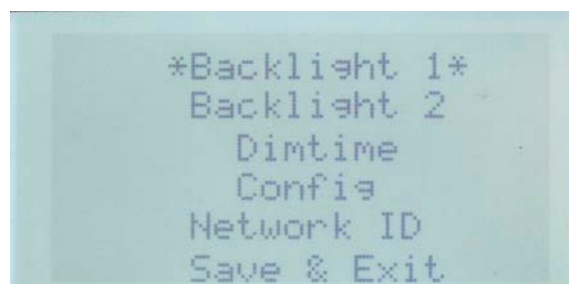 *Backlight 1*
Backlight 2
Dimtime
Config
Network ID
Save & Exit